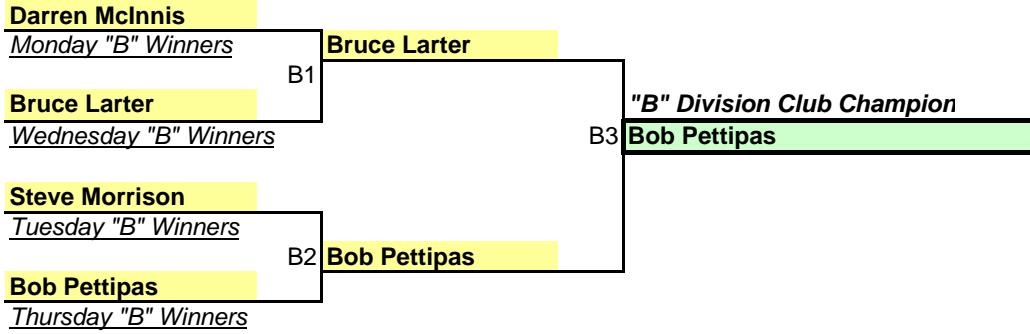 Darren McInnis
Monday "B" Winners
Bruce Larter
B1
Bruce Larter
"B" Division Club Champion
Wednesday "B" Winners
B3 Bob Pettipas
Steve Morrison
Tuesday "B" Winners
B2 Bob Pettipas
Bob Pettipas
Thursday "B" Winners